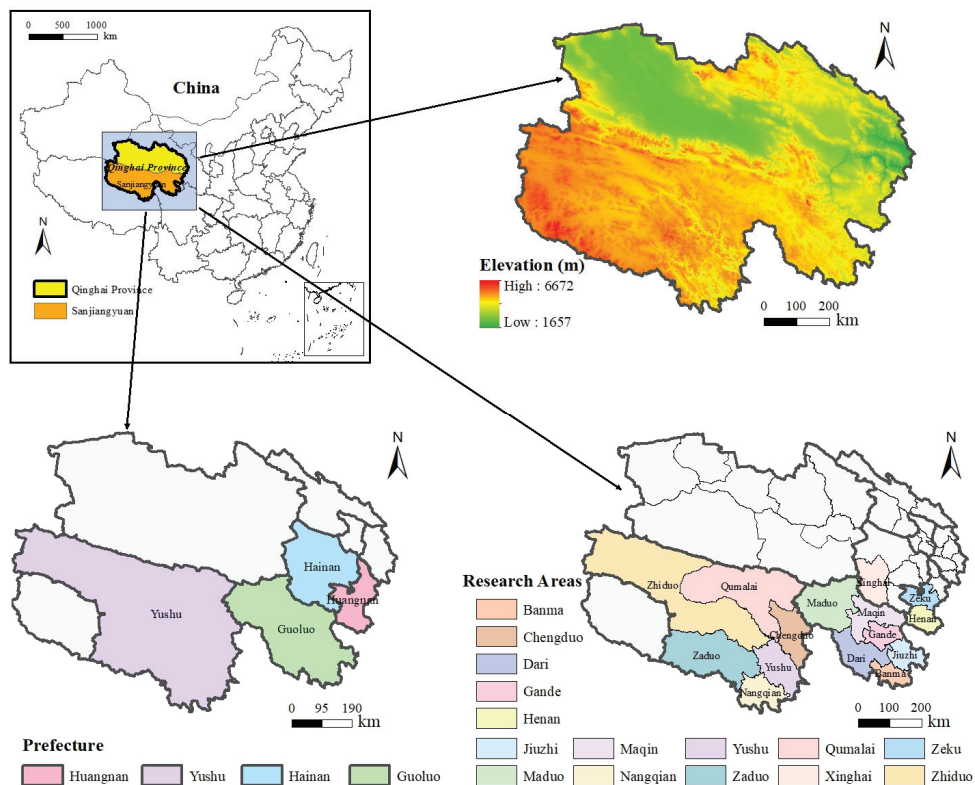 0 500 1000
km
China
N
Qinghai Province
Sanjiangyuan
N
Qinghai Province
Sanjiangyuan
Elevation (m)
High : 6672
Low : 1657
0 100 200
km
N
Hainan
Huangnan
Yushu
Guoluo
0 95 190
km
Prefecture
Huangnan Yushu Hainan Guoluo
N
Research Areas
Banma
Chengduo
Dari
Gande
Henan
Jiuzhi Maqin Yushu Qumalai Zeku
Maduo Nangqian Zaduo Xinghai Zhiduo
Xinghai
Zhiduo Qumalai Maduo Zeku
Maqin Henan
Chengduo Gande
Zaduo Yushu Dari Jiuzhi
Banma
Nangqian
0 100 200
km